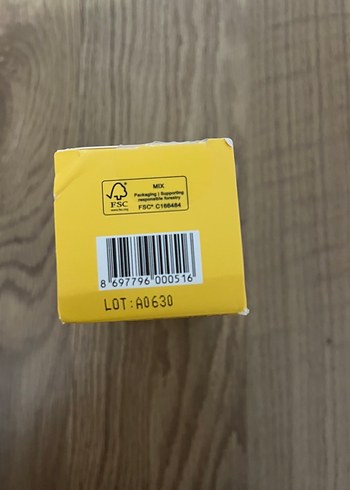 MIX
Packaging | Supporting
responsible forestry
FSC
FSC® C166484
8 697796 000516
LOT:A0630